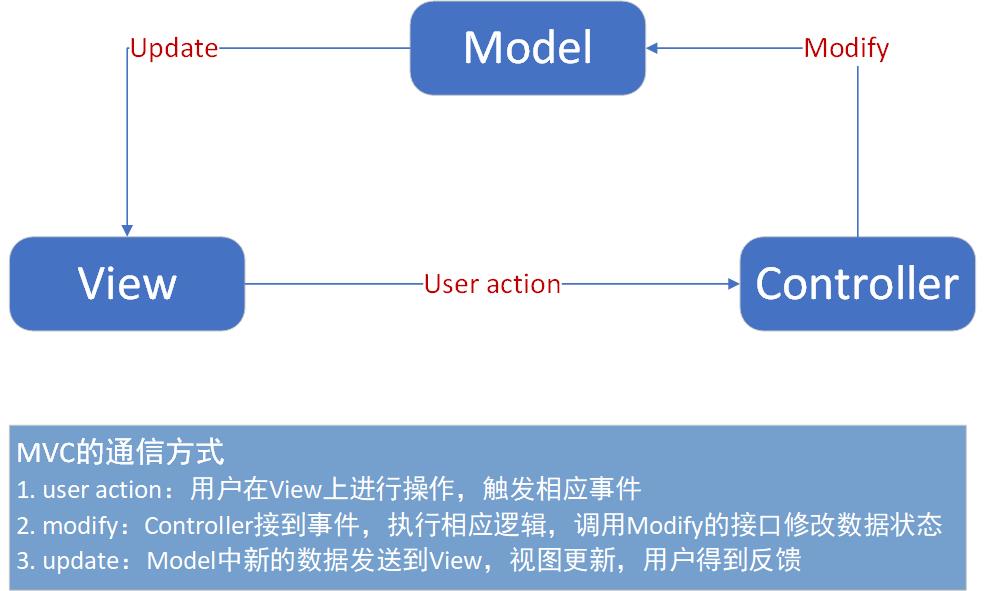 Update
Model
Modify
View
User action
Controller
MVC的通信方式
1. user action：用户在View上进行操作，触发相应事件
2. modify：Controller接到事件，执行相应逻辑，调用Modify的接口修改数据状态
3. update：Model中新的数据发送到View，视图更新，用户得到反馈